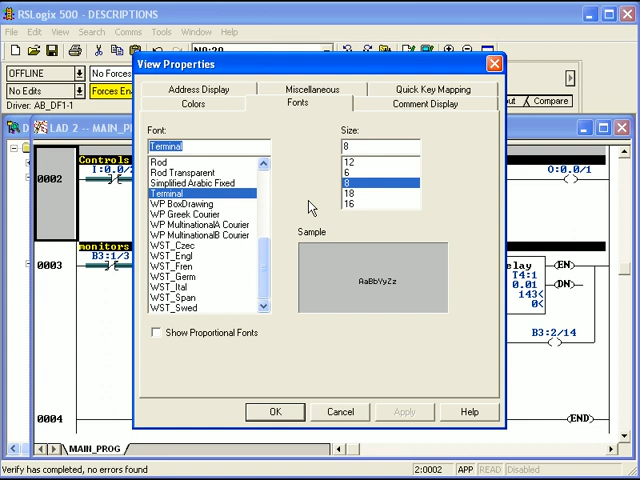 RSLogix 500 - DESCRIPTIONS
File Edit View Search Comms Tools Window Help
OFFLINE
No Forces
No Edits
Forces En
Driver: AB_DF1-1
Compare
LAD 2 -- MAIN_PR
View Properties
Address Display
Miscellaneous
Quick Key Mapping
Colors
Fonts
Comment Display
Font:
Size:
Terminal
8
Rod
Rod Transparent
Simplified Arabic Fixed
Terminal
WP BoxDrawing
WP Greek Courier
WP MultinationalA Courier
WP MultinationalB Courier
WST_Czec
WST_Engl
WST_Fren
WST_Germ
WST_Ital
WST_Span
WST_Swed
12
6
8
18
16
Sample
AaBbYyZz
Show Proportional Fonts
OK
Cancel
Apply
Help
0002
Controls
I:0.0/2
O:0.0/1
0003
monitors
B3:1/3
elay
EN
T4:1
0.01
DN
143<
0<
B3:2/14
0004
END
MAIN_PROG
Verify has completed, no errors found
2:0002
APP
READ
Disabled